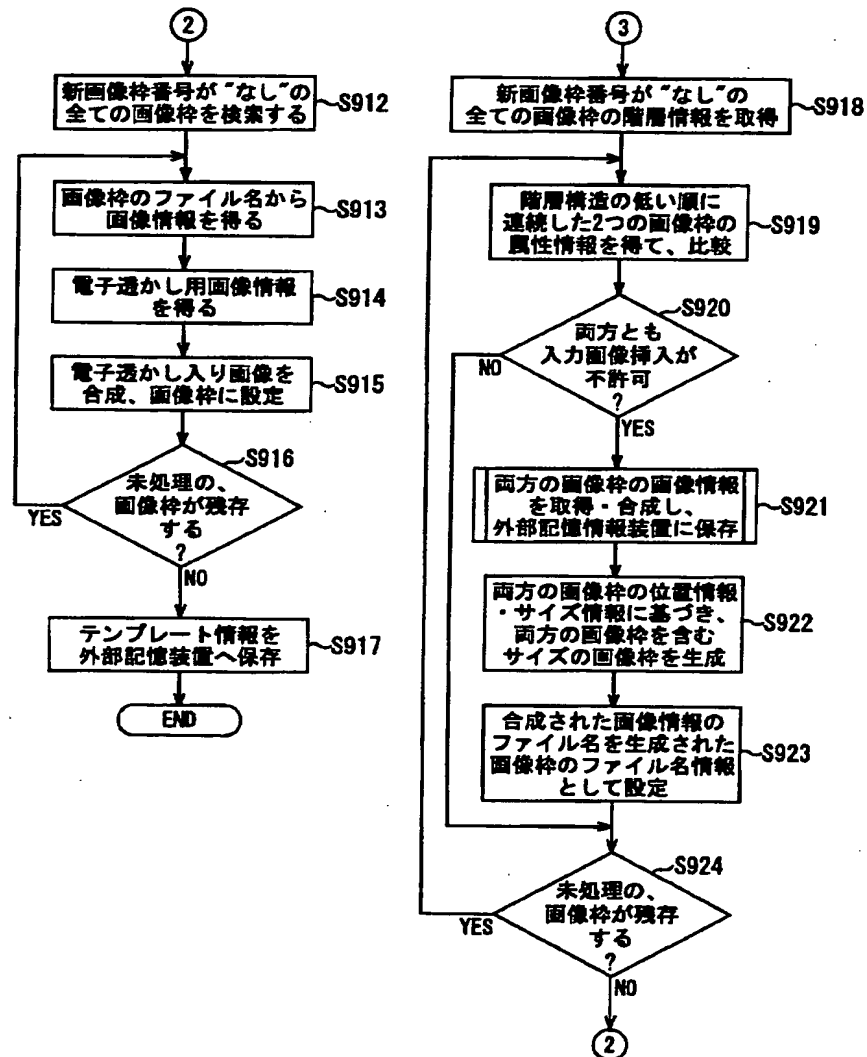 2
新画像枠番号が"なし"の
全ての画像枠を検索する
S912
画像枠のファイル名から
画像情報を得る
S913
電子透かし用画像情報
を得る
S914
電子透かし入り画像を
合成、画像枠に設定
S915
S916
未処理の、
画像枠が残存
する
?
YES
NO
テンプレート情報を
外部記憶装置へ保存
S917
END
3
新画像枠番号が"なし"の
全ての画像枠の階層情報を取得
S918
階層構造の低い順に
連続した2つの画像枠の
属性情報を得て、比較
S919
S920
両方とも
入力画像挿入が
不許可
?
NO
YES
両方の画像枠の画像情報
を取得・合成し、
外部記憶情報装置に保存
S921
両方の画像枠の位置情報
・サイズ情報に基づき、
両方の画像枠を含む
サイズの画像枠を生成
S922
合成された画像情報の
ファイル名を生成された
画像枠のファイル名情報
として設定
S923
S924
未処理の、
画像枠が残存
する
?
YES
NO
2